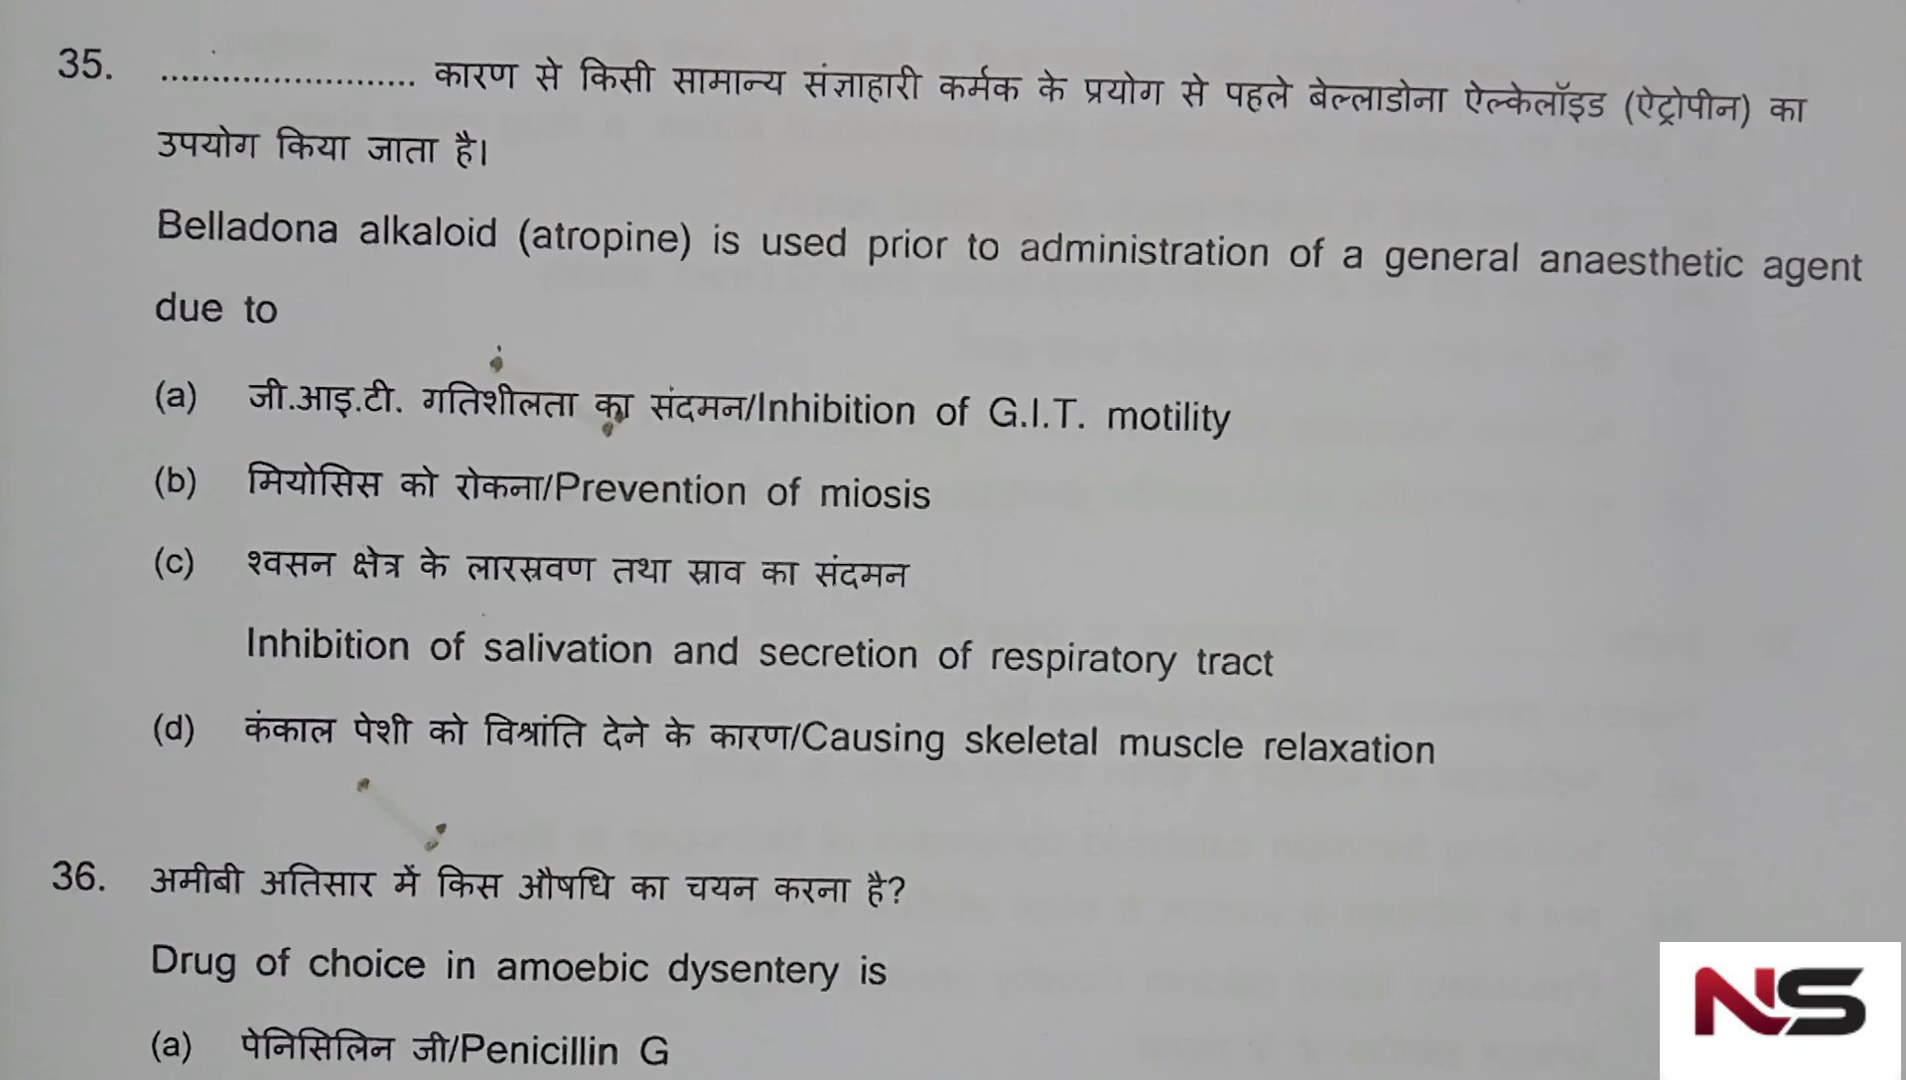 35. ........................ कारण से किसी सामान्य संज्ञाहारी कर्मक के प्रयोग से पहले बेल्लाडोना ऐल्केलॉइड (ऐट्रोपीन) का
उपयोग किया जाता है।
Belladona alkaloid (atropine) is used prior to administration of a general anaesthetic agent
due to
(a) जी.आइ.टी. गतिशीलता का संदमन/Inhibition of G.I.T. motility
(b) मियोसिस को रोकना/Prevention of miosis
(c) श्वसन क्षेत्र के लारस्रवण तथा स्राव का संदमन
Inhibition of salivation and secretion of respiratory tract
(d) कंकाल पेशी को विश्रांति देने के कारण/Causing skeletal muscle relaxation
36. अमीबी अतिसार में किस औषधि का चयन करना है?
Drug of choice in amoebic dysentery is
(a) पेनिसिलिन जी/Penicillin G
NS